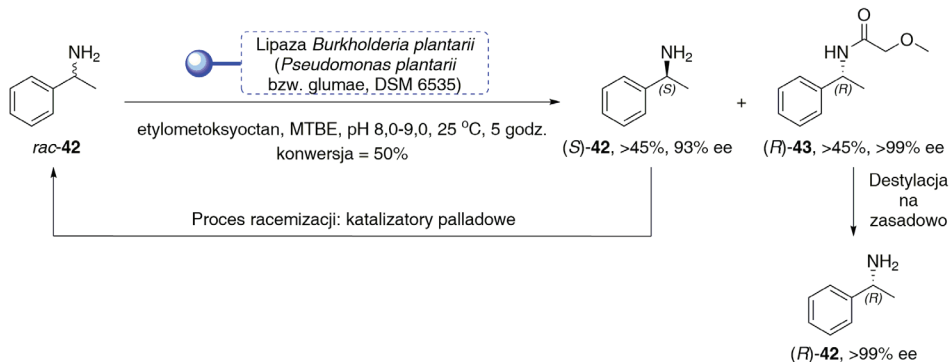 NH2
rac-42
Lipaza Burkholderia plantarii
(Pseudomonas plantarii
bzw. glumae, DSM 6535)
etylometoksyoctan, MTBE, pH 8,0-9,0, 25 °C, 5 godz.
konwersja = 50%
NH2
(S)
(S)-42, >45%, 93% ee
+
O
HN
O
(R)
(R)-43, >45%, >99% ee
Proces racemizacji: katalizatory palladowe
Destylacja
na
zasadowo
NH2
(R)
(R)-42, >99% ee